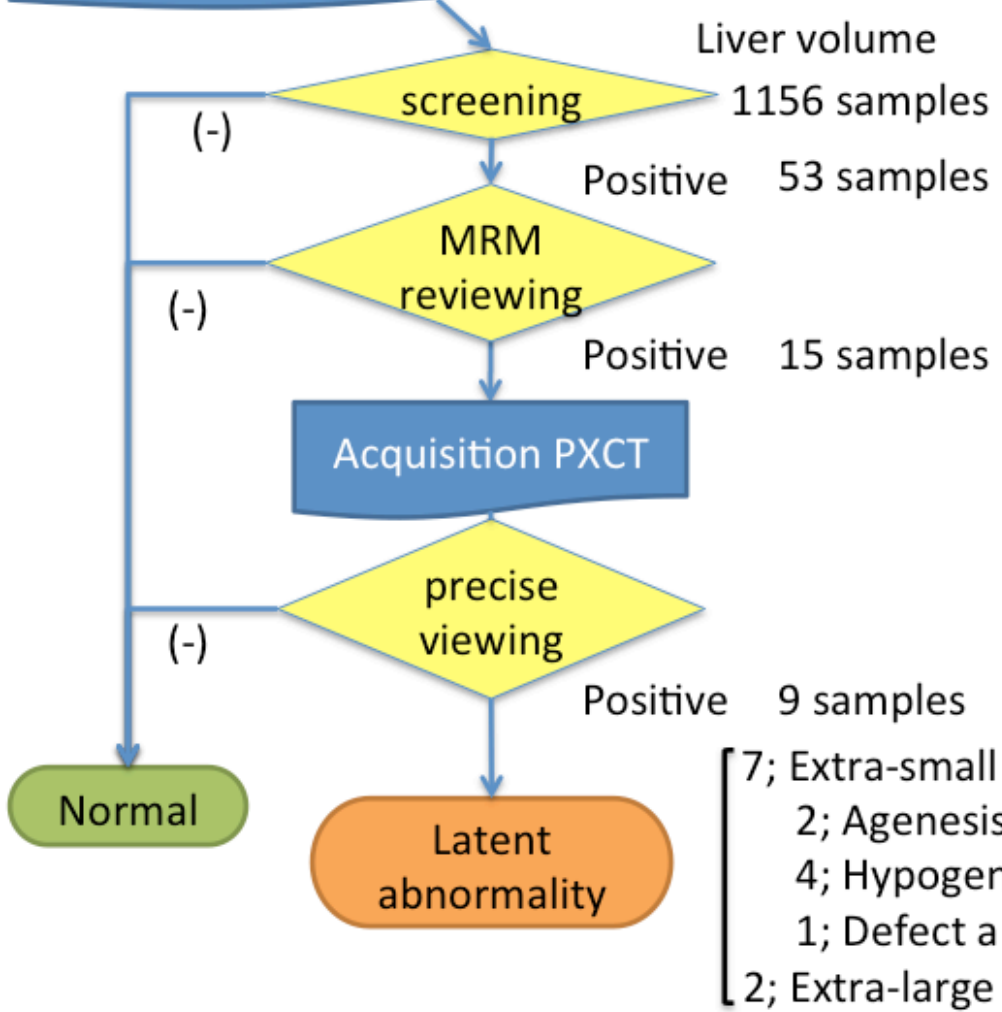 Liver volume
screening
1156 samples
(-)
Positive 53 samples
MRM
reviewing
(-)
Positive 15 samples
Acquisition PXCT
precise
viewing
(-)
Positive 9 samples
7; Extra-small
Normal
2; Agenesis
Latent
abnormality
4; Hypogen
1; Defect a
2; Extra-large